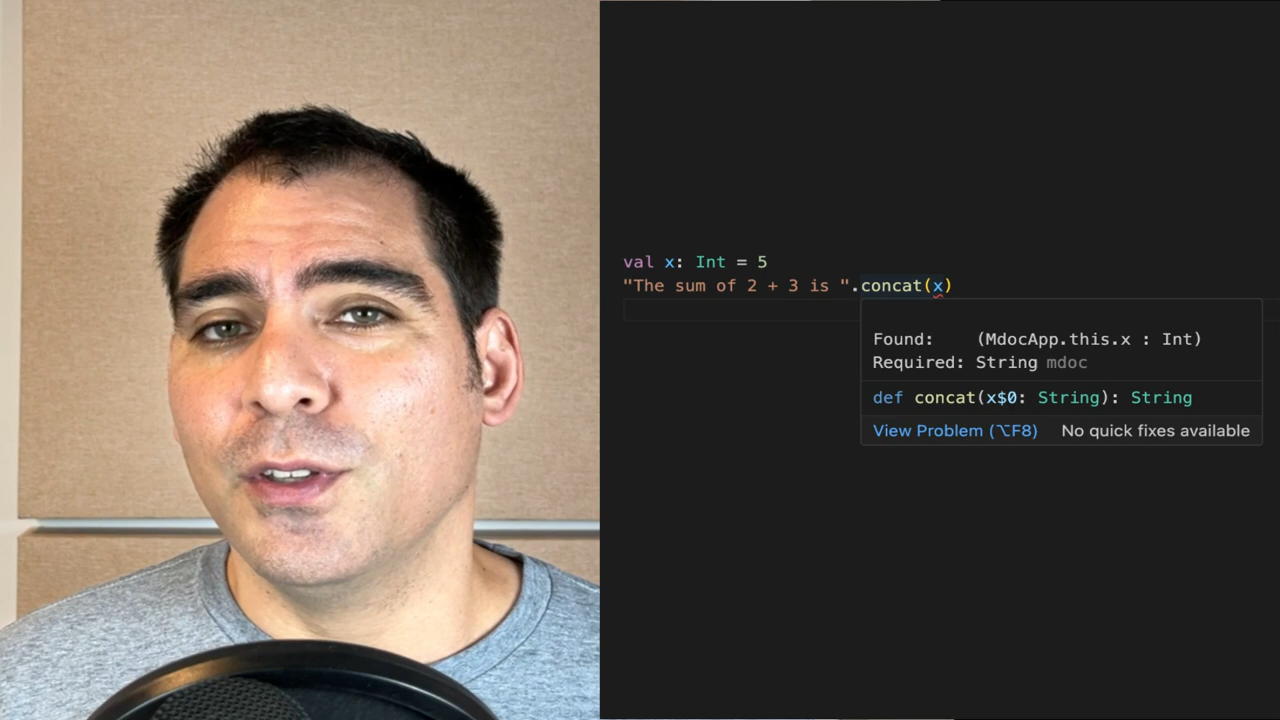 val x: Int = 5
"The sum of 2 + 3 is ".concat(x)
Found:    (MdocApp.this.x : Int)
Required: String mdoc
def concat(x$0: String): String
View Problem (⌥F8)  No quick fixes available